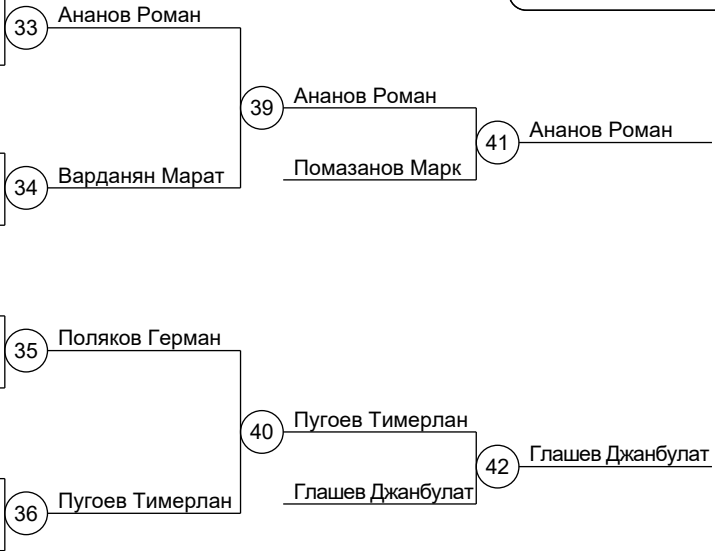 33
Ананов Роман
39
Ананов Роман
41
Ананов Роман
34
Варданян Марат
Помазанов Марк
35
Поляков Герман
40
Пугоев Тимерлан
42
Глашев Джанбулат
36
Пугоев Тимерлан
Глашев Джанбулат